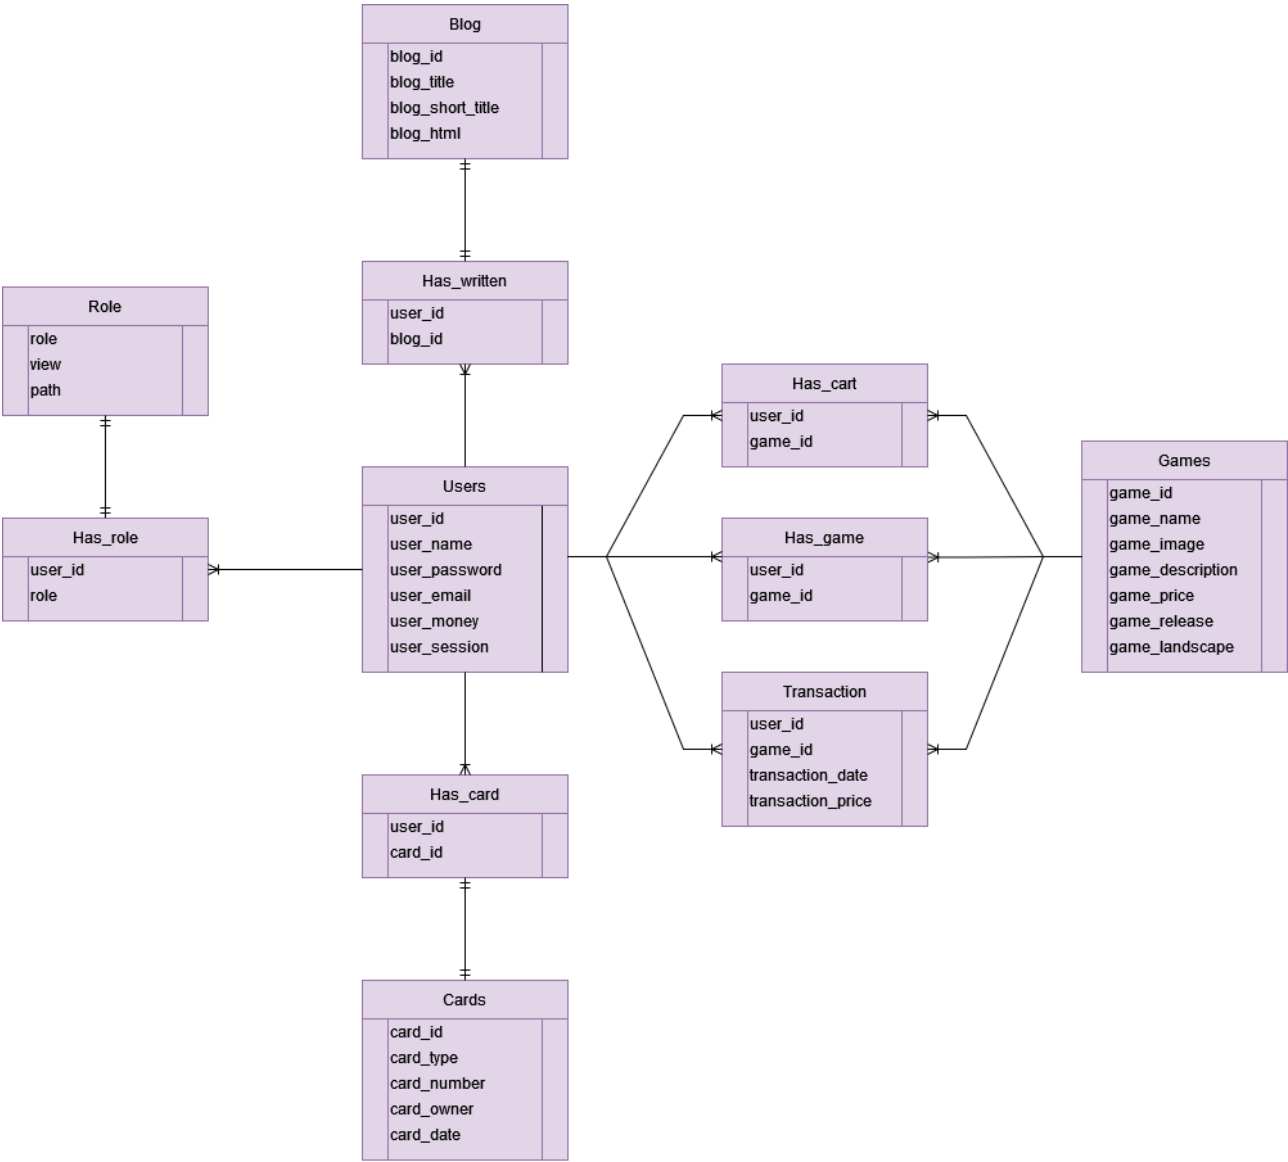 Blog
blog_id
blog_title
blog_short_title
blog_html
Has_written
user_id
blog_id
Role
role
view
path
Has_role
user_id
role
Users
user_id
user_name
user_password
user_email
user_money
user_session
Has_cart
user_id
game_id
Has_game
user_id
game_id
Transaction
user_id
game_id
transaction_date
transaction_price
Games
game_id
game_name
game_image
game_description
game_price
game_release
game_landscape
Has_card
user_id
card_id
Cards
card_id
card_type
card_number
card_owner
card_date